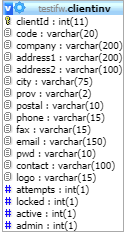 testifw.clientinv
clientId : int(11)
code : varchar(20)
company : varchar(200)
address1 : varchar(200)
address2 : varchar(100)
city : varchar(75)
prov : varchar(2)
postal : varchar(10)
phone : varchar(15)
fax : varchar(15)
email : varchar(150)
pwd : varchar(10)
contact : varchar(100)
logo : varchar(15)
attempts : int(1)
locked : int(1)
active : int(1)
admin : int(1)